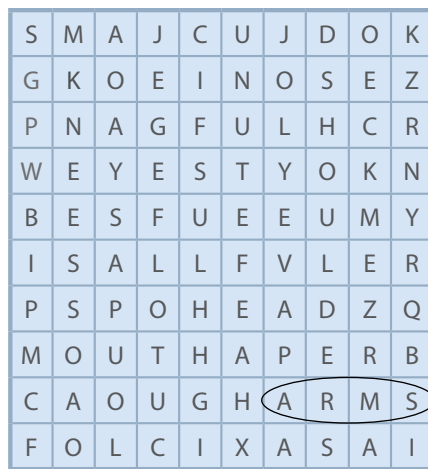 S M A J C U J D O K
G K O E I N O S E Z
P N A G F U L H C R
W E Y E S T Y O K N
B E S F U E E U M Y
I S A L L F V L E R
P S P O H E A D Z Q
M O U T H A P E R B
C A O U G H A R M S
F O L C I X A S A I